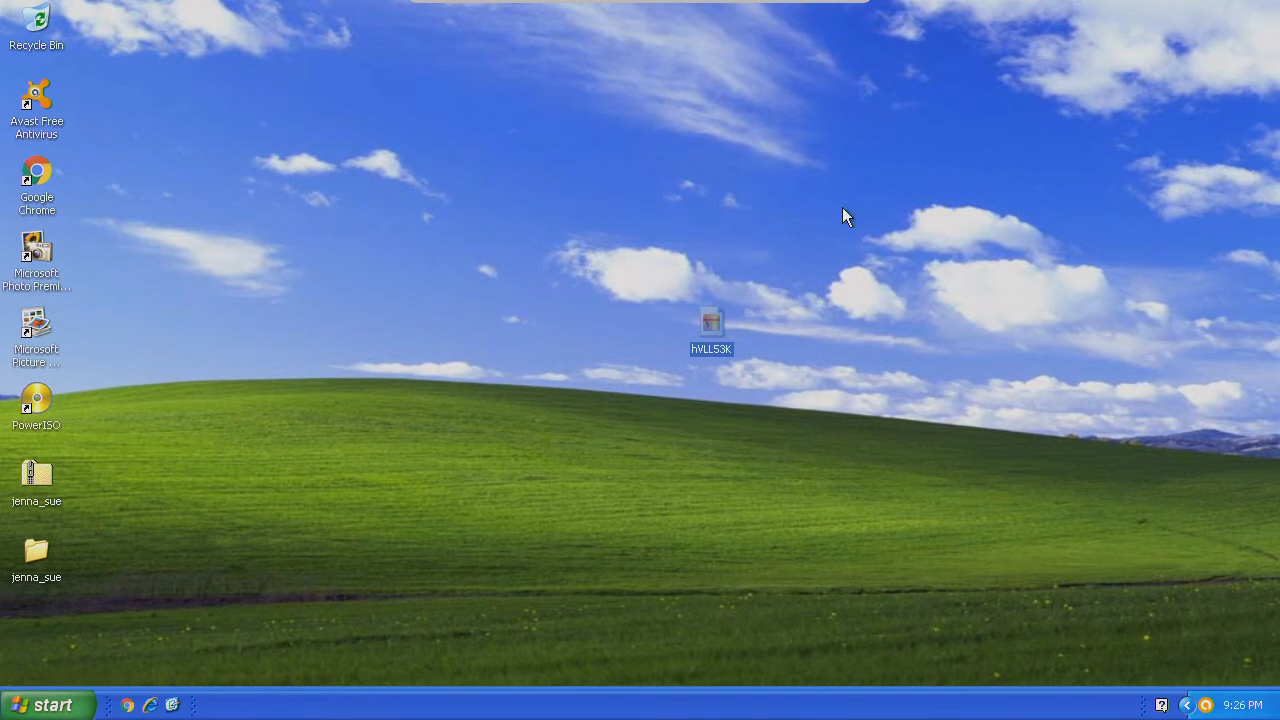 Recycle Bin
Avast Free
Antivirus
Google
Chrome
Microsoft
Photo Premi...
Microsoft
Picture ...
PowerISO
jenna_sue
jenna_sue
hVLL53K
start
9:26 PM